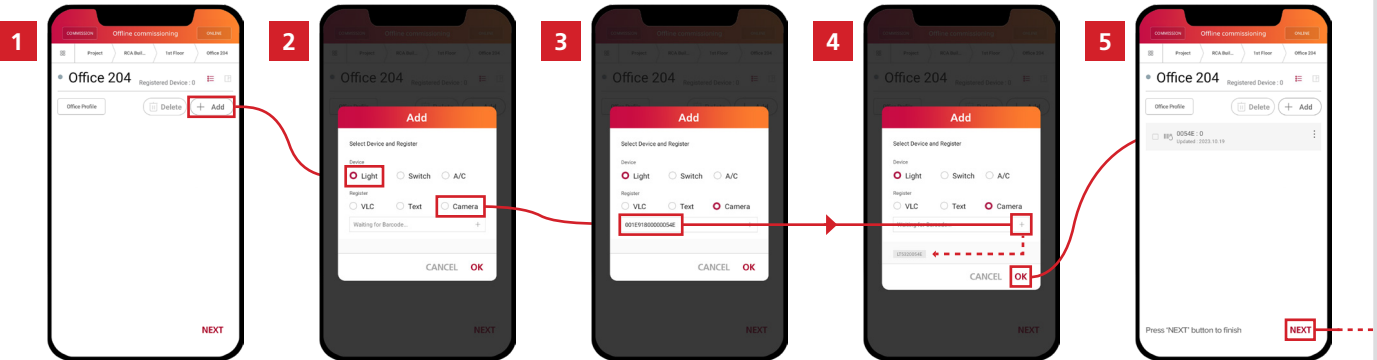 1
COMMISSION Offline commissioning ONLINE
Project RCA Buil... 1st Floor Office 204
Office 204 Registered Device : 0
Office Profile Delete + Add
NEXT
2
Office 204
Add
Select Device and Register
Device
Light Switch A/C
Register
VLC Text Camera
Waiting for Barcode... +
CANCEL OK
NEXT
3
Office 204
Add
Select Device and Register
Device
Light Switch A/C
Register
VLC Text Camera
001E91800000054E +
CANCEL OK
NEXT
4
Office 204
Add
Select Device and Register
Device
Light Switch A/C
Register
VLC Text Camera
Waiting for Barcode... +
CANCEL OK
NEXT
5
COMMISSION Offline commissioning ONLINE
Project RCA Buil... 1st Floor Office 204
Office 204 Registered Device : 0
Office Profile Delete + Add
0054E : 0
Updated : 2023.10.19
Press 'NEXT' button to finish NEXT